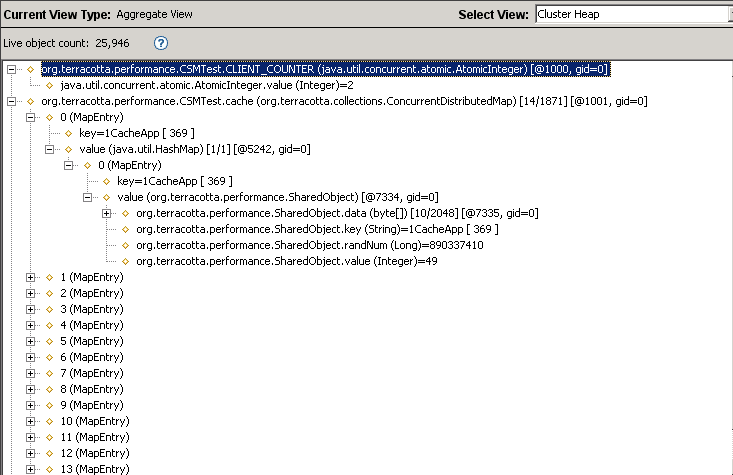 Current View Type: Aggregate View Select View: Cluster Heap
Live object count: 25,946 ?
org.terracotta.performance.CSMTest.CLIENT_COUNTER (java.util.concurrent.atomic.AtomicInteger) [@1000, gid=0]
java.util.concurrent.atomic.AtomicInteger.value (Integer)=2
org.terracotta.performance.CSMTest.cache (org.terracotta.collections.ConcurrentDistributedMap) [14/1871] [@1001, gid=0]
0 (MapEntry)
key=1CacheApp [ 369 ]
value (java.util.HashMap) [1/1] [@5242, gid=0]
0 (MapEntry)
key=1CacheApp [ 369 ]
value (org.terracotta.performance.SharedObject) [@7334, gid=0]
org.terracotta.performance.SharedObject.data (byte[]) [10/2048] [@7335, gid=0]
org.terracotta.performance.SharedObject.key (String)=1CacheApp [ 369 ]
org.terracotta.performance.SharedObject.randNum (Long)=890337410
org.terracotta.performance.SharedObject.value (Integer)=49
1 (MapEntry)
2 (MapEntry)
3 (MapEntry)
4 (MapEntry)
5 (MapEntry)
6 (MapEntry)
7 (MapEntry)
8 (MapEntry)
9 (MapEntry)
10 (MapEntry)
11 (MapEntry)
12 (MapEntry)
13 (MapEntry)